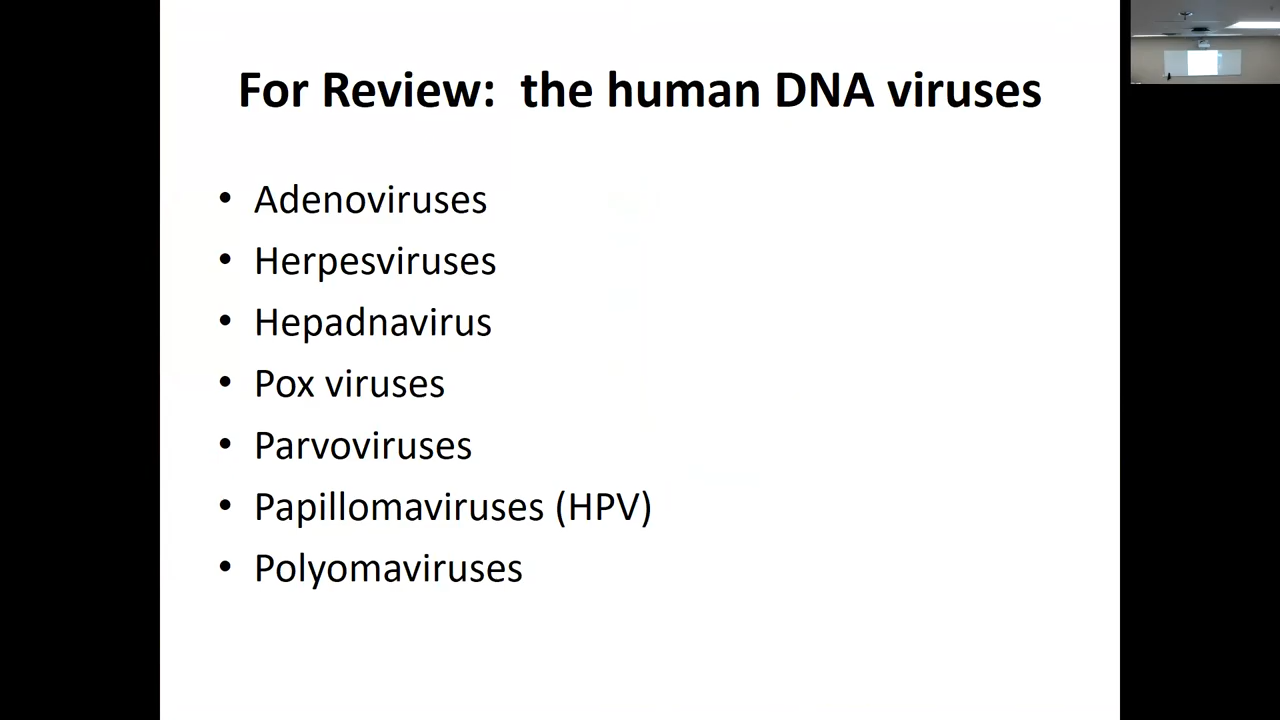 For Review: the human DNA viruses
• Adenoviruses
• Herpesviruses
• Hepadnavirus
• Pox viruses
• Parvoviruses
• Papillomaviruses (HPV)
• Polyomaviruses